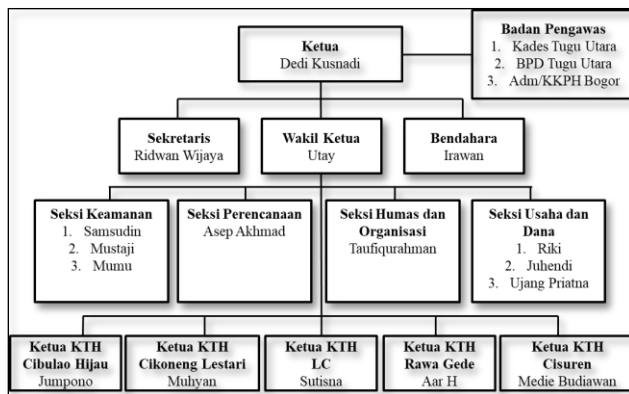 Badan Pengawas
1. Kades Tugu Utara
2. BPD Tugu Utara
3. Adm/KKPH Bogor
Ketua
Dedi Kusnadi
Sekretaris
Ridwan Wijaya
Wakil Ketua
Utay
Bendahara
Irawan
Seksi Keamanan
1. Samsudin
2. Mustaji
3. Mumu
Seksi Perencanaan
Asep Akhmad
Seksi Humas dan
Organisasi
Taufiqurahman
Seksi Usaha dan
Dana
1. Riki
2. Juhendi
3. Ujang Priatna
Ketua KTH
Cibulao Hijau
Jumpono
Ketua KTH
Cikoneng Lestari
Muhyan
Ketua KTH
LC
Sutisna
Ketua KTH
Rawa Gede
Aar H
Ketua KTH
Cisuren
Medie Budiawan